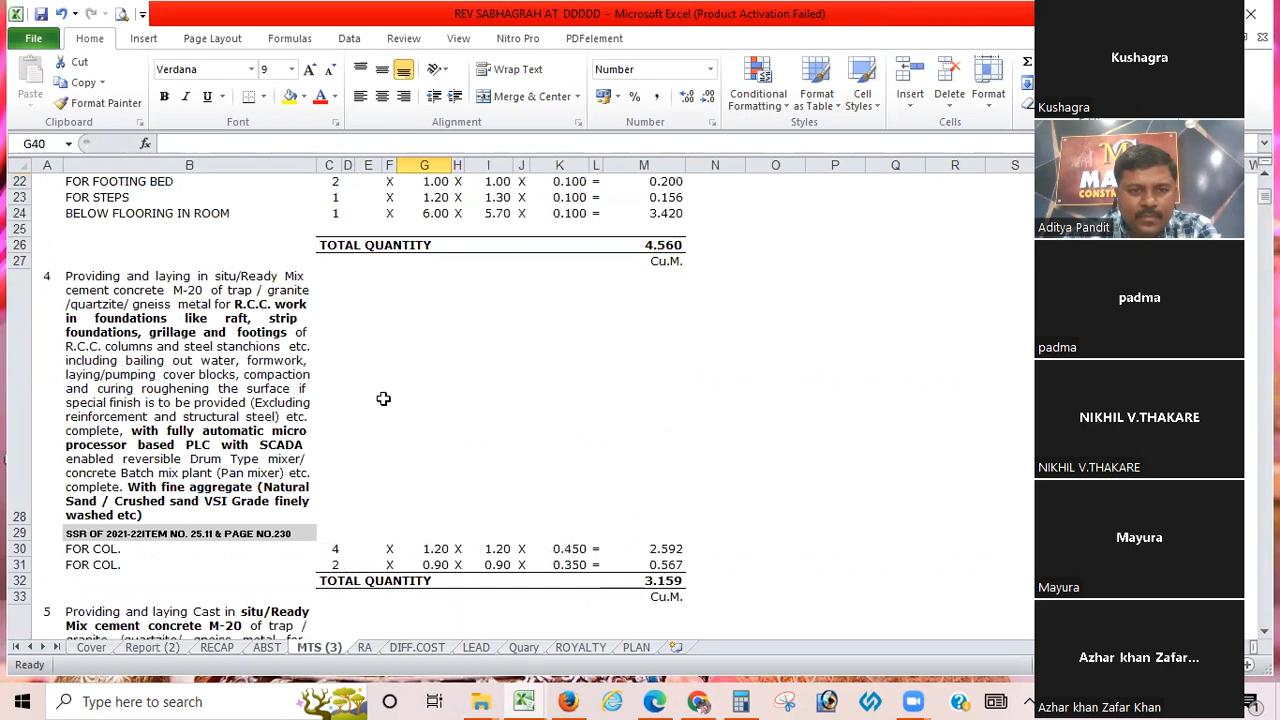 REV SABHAGRAH AT DDDDD - Microsoft Excel (Product Activation Failed)
File Home Insert Page Layout Formulas Data Review View Nitro Pro PDFelement
Paste Cut Copy Format Painter Clipboard
Verdana 9 B I U Font
Wrap Text Merge & Center Alignment
Number % , Number
Conditional Formatting Format as Table Cell Styles Styles
Insert Delete Format Cells
G40 fx
A B C D E F G H I J K L M N O P Q R S W
22 FOR FOOTING BED 2 X 1.00 X 1.00 X 0.100 = 0.200
23 FOR STEPS 1 X 1.20 X 1.30 X 0.100 = 0.156
24 BELOW FLOORING IN ROOM 1 X 6.00 X 5.70 X 0.100 = 3.420
25
26 TOTAL QUANTITY 4.560
27 Cu.M.
4 Providing and laying in situ/Ready Mix
cement concrete M-20 of trap / granite
/quartzite/ gneiss metal for R.C.C. work
in foundations like raft, strip
foundations, grillage and footings of
R.C.C. columns and steel stanchions etc.
including bailing out water, formwork,
laying/pumping cover blocks, compaction
and curing roughening the surface if
special finish is to be provided (Excluding
reinforcement and structural steel) etc.
complete, with fully automatic micro
processor based PLC with SCADA
enabled reversible Drum Type mixer/
concrete Batch mix plant (Pan mixer) etc.
complete. With fine aggregate (Natural
Sand / Crushed sand VSI Grade finely
28 washed etc)
29 SSR OF 2021-22ITEM NO. 25.11 & PAGE NO.230
30 FOR COL. 4 X 1.20 X 1.20 X 0.450 = 2.592
31 FOR COL. 2 X 0.90 X 0.90 X 0.350 = 0.567
32 TOTAL QUANTITY 3.159
33 Cu.M.
5 Providing and laying Cast in situ/Ready
Mix cement concrete M-20 of trap /
granite /quartzite/ gneiss metal for
Cover Report (2) RECAP ABST MTS (3) RA DIFF.COST LEAD Quary ROYALTY PLAN
Ready
Type here to search
Kushagra
Kushagra
Aditya Pandit
padma
padma
NIKHIL V.THAKARE
NIKHIL V.THAKARE
Mayura
Mayura
Azhar khan Zafar...
Azhar khan Zafar Khan